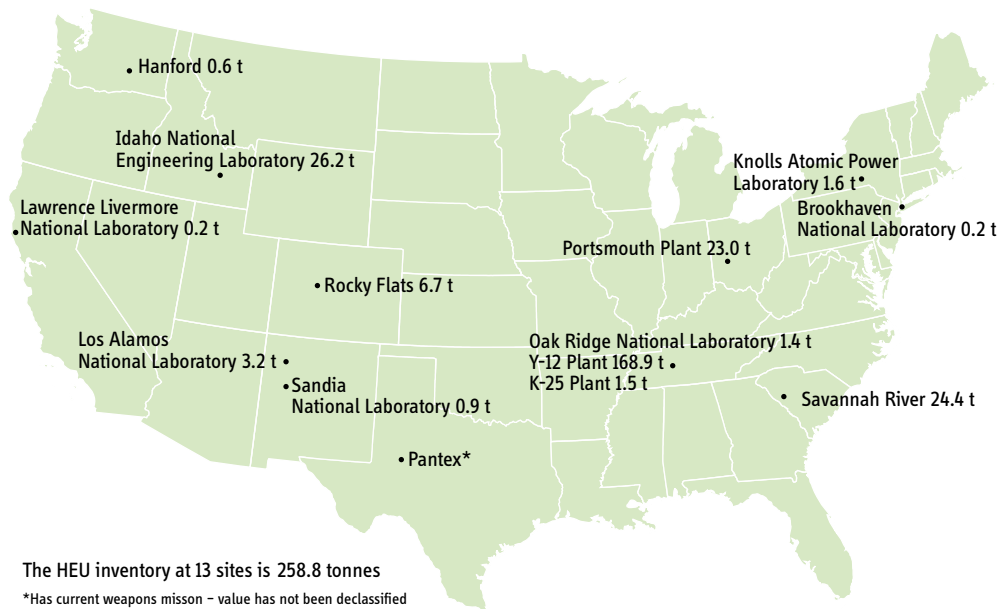 Hanford 0.6 t
Idaho National
Engineering Laboratory 26.2 t
Knolls Atomic Power
Laboratory 1.6 t
Lawrence Livermore
National Laboratory 0.2 t
Brookhaven
National Laboratory 0.2 t
Portsmouth Plant 23.0 t
Rocky Flats 6.7 t
Los Alamos
National Laboratory 3.2 t
Oak Ridge National Laboratory 1.4 t
Y-12 Plant 168.9 t
K-25 Plant 1.5 t
Sandia
National Laboratory 0.9 t
Savannah River 24.4 t
Pantex*
The HEU inventory at 13 sites is 258.8 tonnes
*Has current weapons misson – value has not been declassified